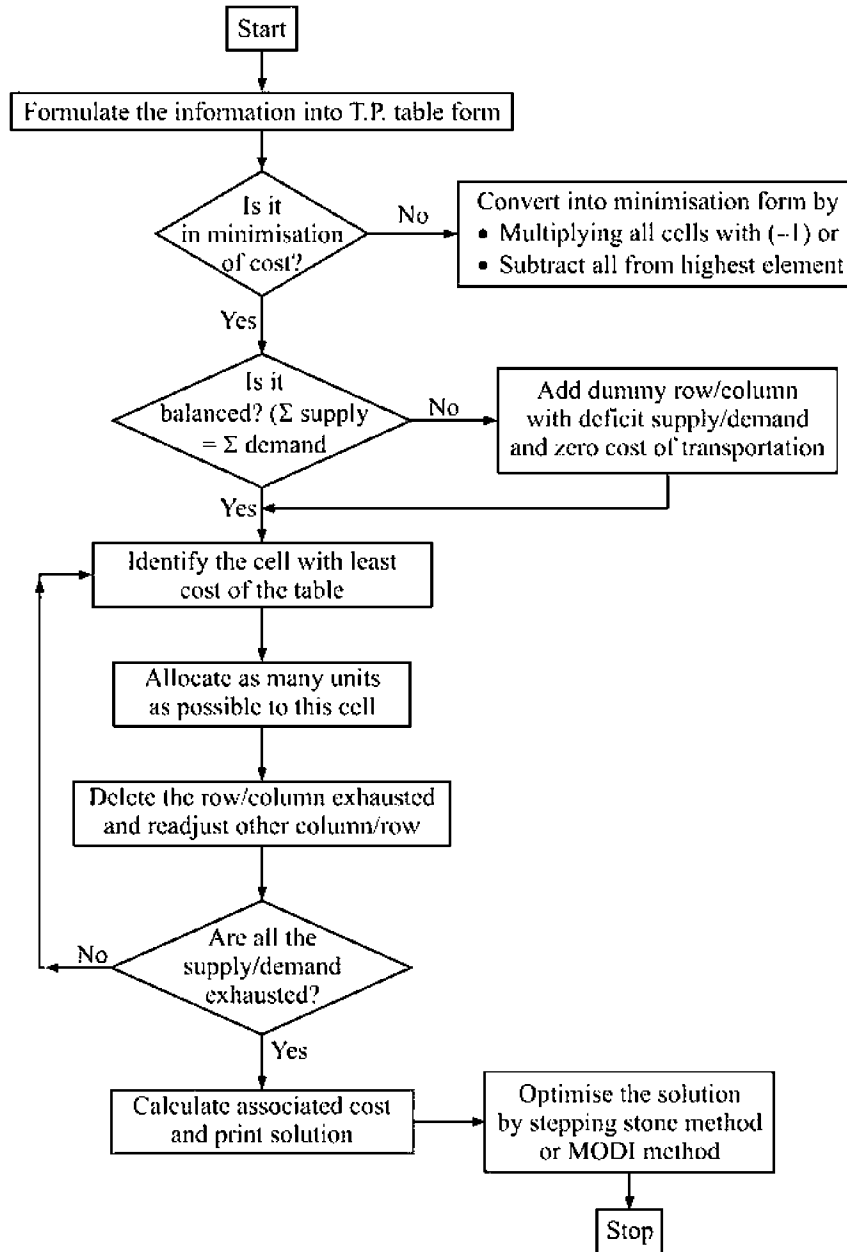 Start
Formulate the information into T.P. table form
Is it
in minimisation
of cost?
No
Convert into minimisation form by
• Multiplying all cells with (–1) or
• Subtract all from highest element
Yes
Is it
balanced? (Σ supply
= Σ demand
No
Add dummy row/column
with deficit supply/demand
and zero cost of transportation
Yes
Identify the cell with least
cost of the table
Allocate as many units
as possible to this cell
Delete the row/column exhausted
and readjust other column/row
Are all the
supply/demand
exhausted?
No
Yes
Calculate associated cost
and print solution
Optimise the solution
by stepping stone method
or MODI method
Stop